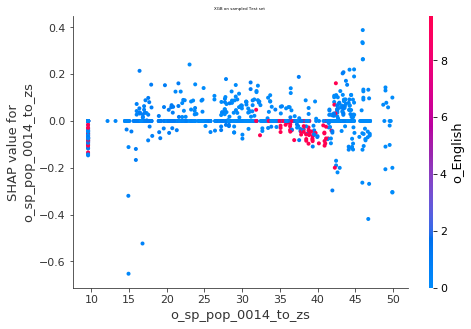 XGB on sampled Test set
0.4
0.2
0.0
−0.2
−0.4
−0.6
SHAP value for
o_sp_pop_0014_to_zs
10 15 20 25 30 35 40 45 50
o_sp_pop_0014_to_zs
8
6
4
2
0
o_English